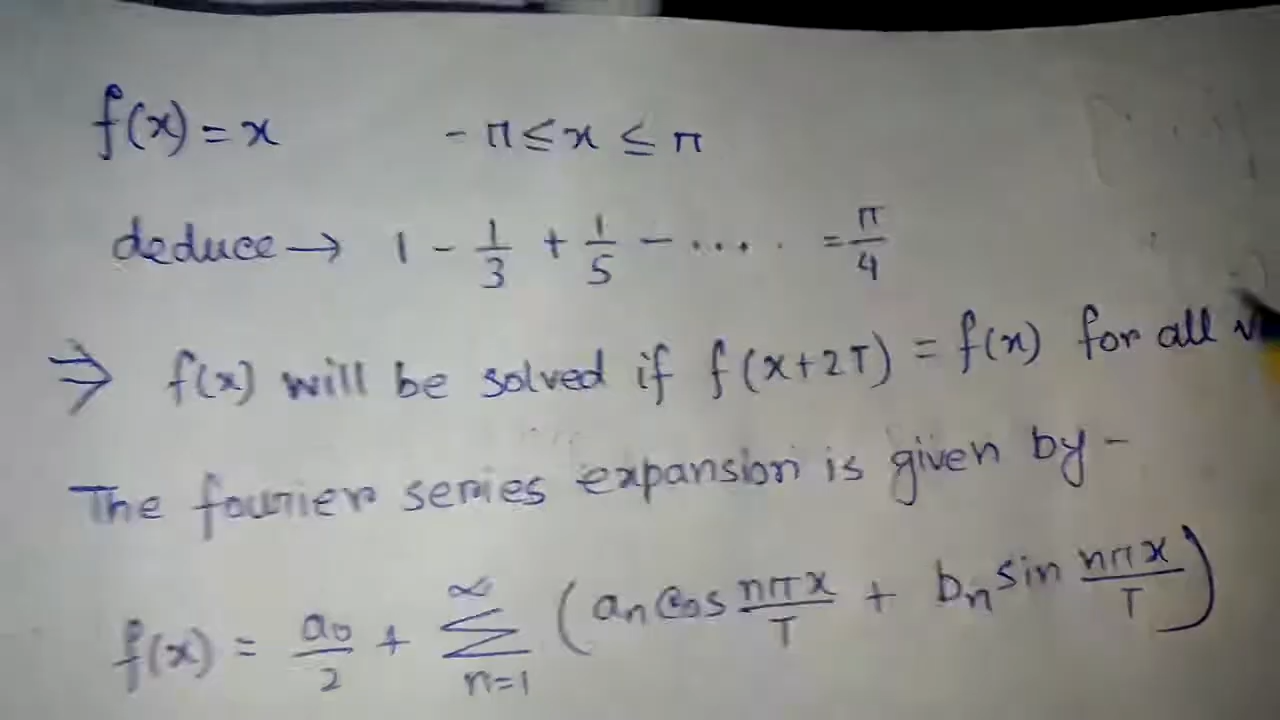 f(x) = x   - π ≤ x ≤ π
deduce → 1 - 1/3 + 1/5 - .... = π/4
⇒ f(x) will be solved if f(x+2T) = f(x) for all
The fourier series expansion is given by -
f(x) = a₀/2 + ∑_{n=1}^{∞} (aₙ cos nπx/T + bₙ sin nπx/T)